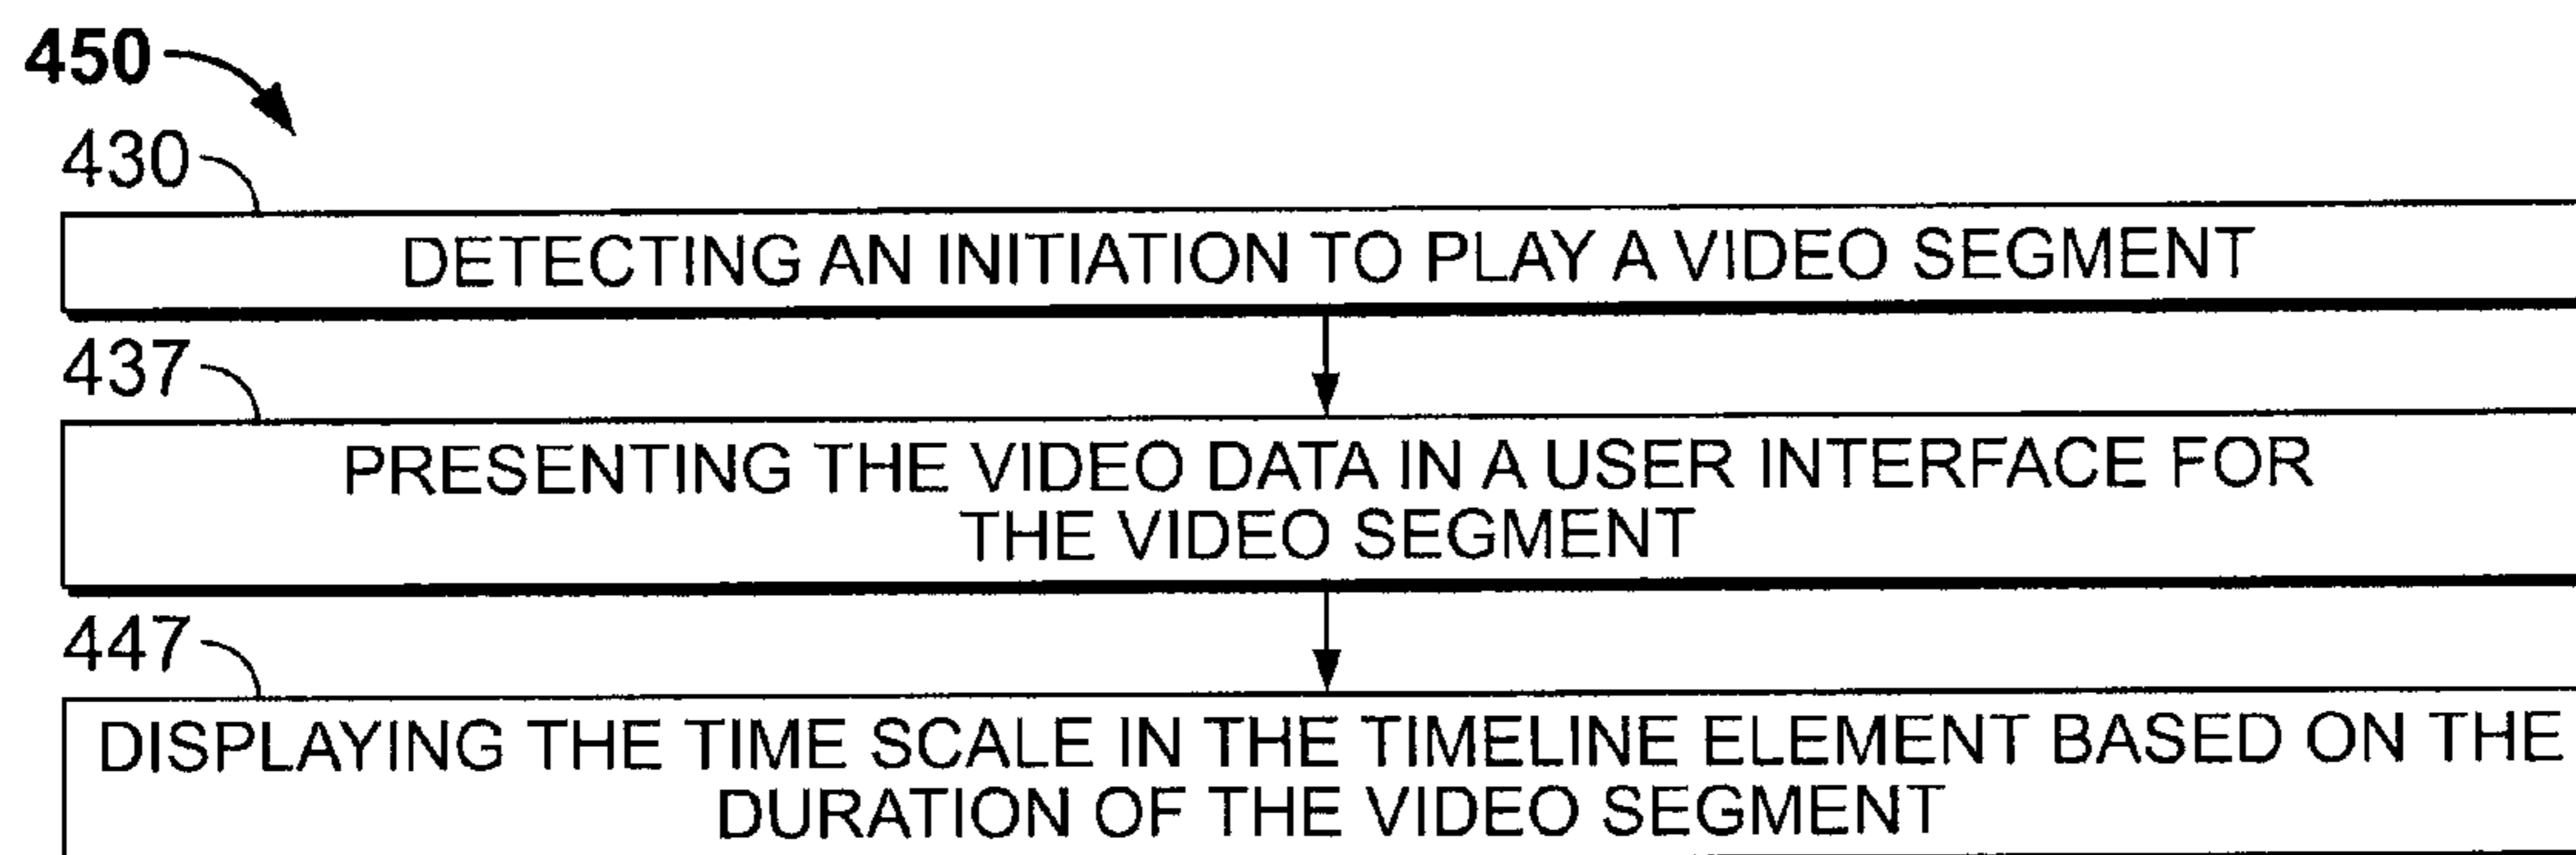 450
430
DETECTING AN INITIATION TO PLAY A VIDEO SEGMENT
437
PRESENTING THE VIDEO DATA IN A USER INTERFACE FOR
THE VIDEO SEGMENT
447
DISPLAYING THE TIME SCALE IN THE TIMELINE ELEMENT BASED ON THE
DURATION OF THE VIDEO SEGMENT